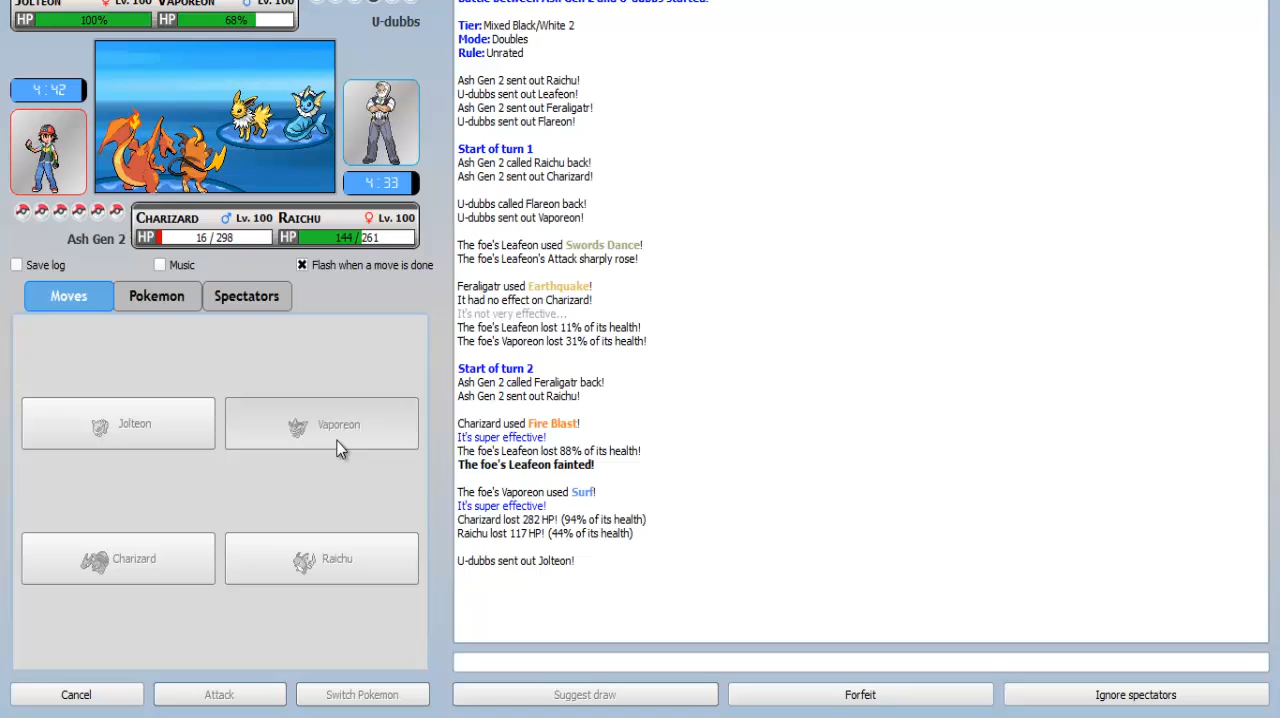 JOLTEON ♀ Lv. 100 VAPOREON ♂ Lv. 100
HP 100% HP 68%
U-dubbs
4:42
4:33
CHARIZARD ♂ Lv. 100 RAICHU ♀ Lv. 100
HP 16 / 298 HP 144 / 261
Ash Gen 2
Save log
Music
Flash when a move is done
Moves
Pokemon
Spectators
Jolteon
Vaporeon
Charizard
Raichu
Cancel
Attack
Switch Pokemon
Battle between Ash Gen 2 and U-dubbs started!
Tier: Mixed Black/White 2
Mode: Doubles
Rule: Unrated
Ash Gen 2 sent out Raichu!
U-dubbs sent out Leafeon!
Ash Gen 2 sent out Feraligatr!
U-dubbs sent out Flareon!
Start of turn 1
Ash Gen 2 called Raichu back!
Ash Gen 2 sent out Charizard!
U-dubbs called Flareon back!
U-dubbs sent out Vaporeon!
The foe's Leafeon used Swords Dance!
The foe's Leafeon's Attack sharply rose!
Feraligatr used Earthquake!
It had no effect on Charizard!
It's not very effective...
The foe's Leafeon lost 11% of its health!
The foe's Vaporeon lost 31% of its health!
Start of turn 2
Ash Gen 2 called Feraligatr back!
Ash Gen 2 sent out Raichu!
Charizard used Fire Blast!
It's super effective!
The foe's Leafeon lost 88% of its health!
The foe's Leafeon fainted!
The foe's Vaporeon used Surf!
It's super effective!
Charizard lost 282 HP! (94% of its health)
Raichu lost 117 HP! (44% of its health)
U-dubbs sent out Jolteon!
Suggest draw
Forfeit
Ignore spectators